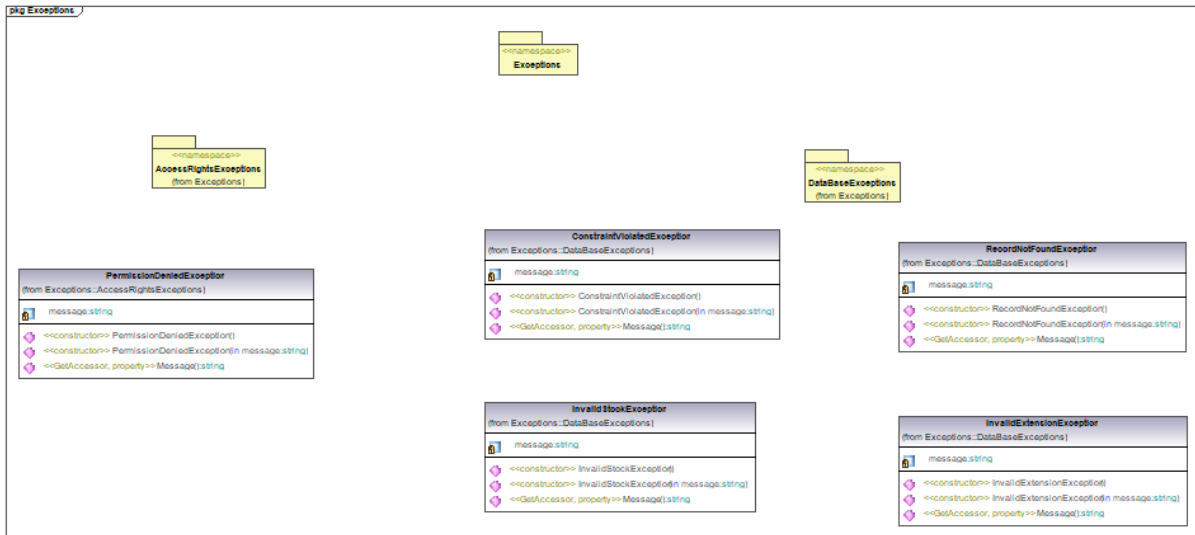 pkg Exceptions
<<namespace>>
Exceptions
<<namespace>>
AccessRightsExceptions
(from Exceptions)
<<namespace>>
DataBaseExceptions
(from Exceptions)
ConstraintViolatedException
(from Exceptions::DataBaseExceptions)
message:string
<<constructor>> ConstraintViolatedException()
<<constructor>> ConstraintViolatedException(in message:string)
<<GetAccessor, property>> Message():string
RecordNotFoundException
(from Exceptions::DataBaseExceptions)
message:string
<<constructor>> RecordNotFoundException()
<<constructor>> RecordNotFoundException(in message:string)
<<GetAccessor, property>> Message():string
PermissionDeniedException
(from Exceptions::AccessRightsExceptions)
message:string
<<constructor>> PermissionDeniedException()
<<constructor>> PermissionDeniedException(in message:string)
<<GetAccessor, property>> Message():string
InvalidStockException
(from Exceptions::DataBaseExceptions)
message:string
<<constructor>> InvalidStockException()
<<constructor>> InvalidStockException(in message:string)
<<GetAccessor, property>> Message():string
InvalidExtensionException
(from Exceptions::DataBaseExceptions)
message:string
<<constructor>> InvalidExtensionException()
<<constructor>> InvalidExtensionException(in message:string)
<<GetAccessor, property>> Message():string